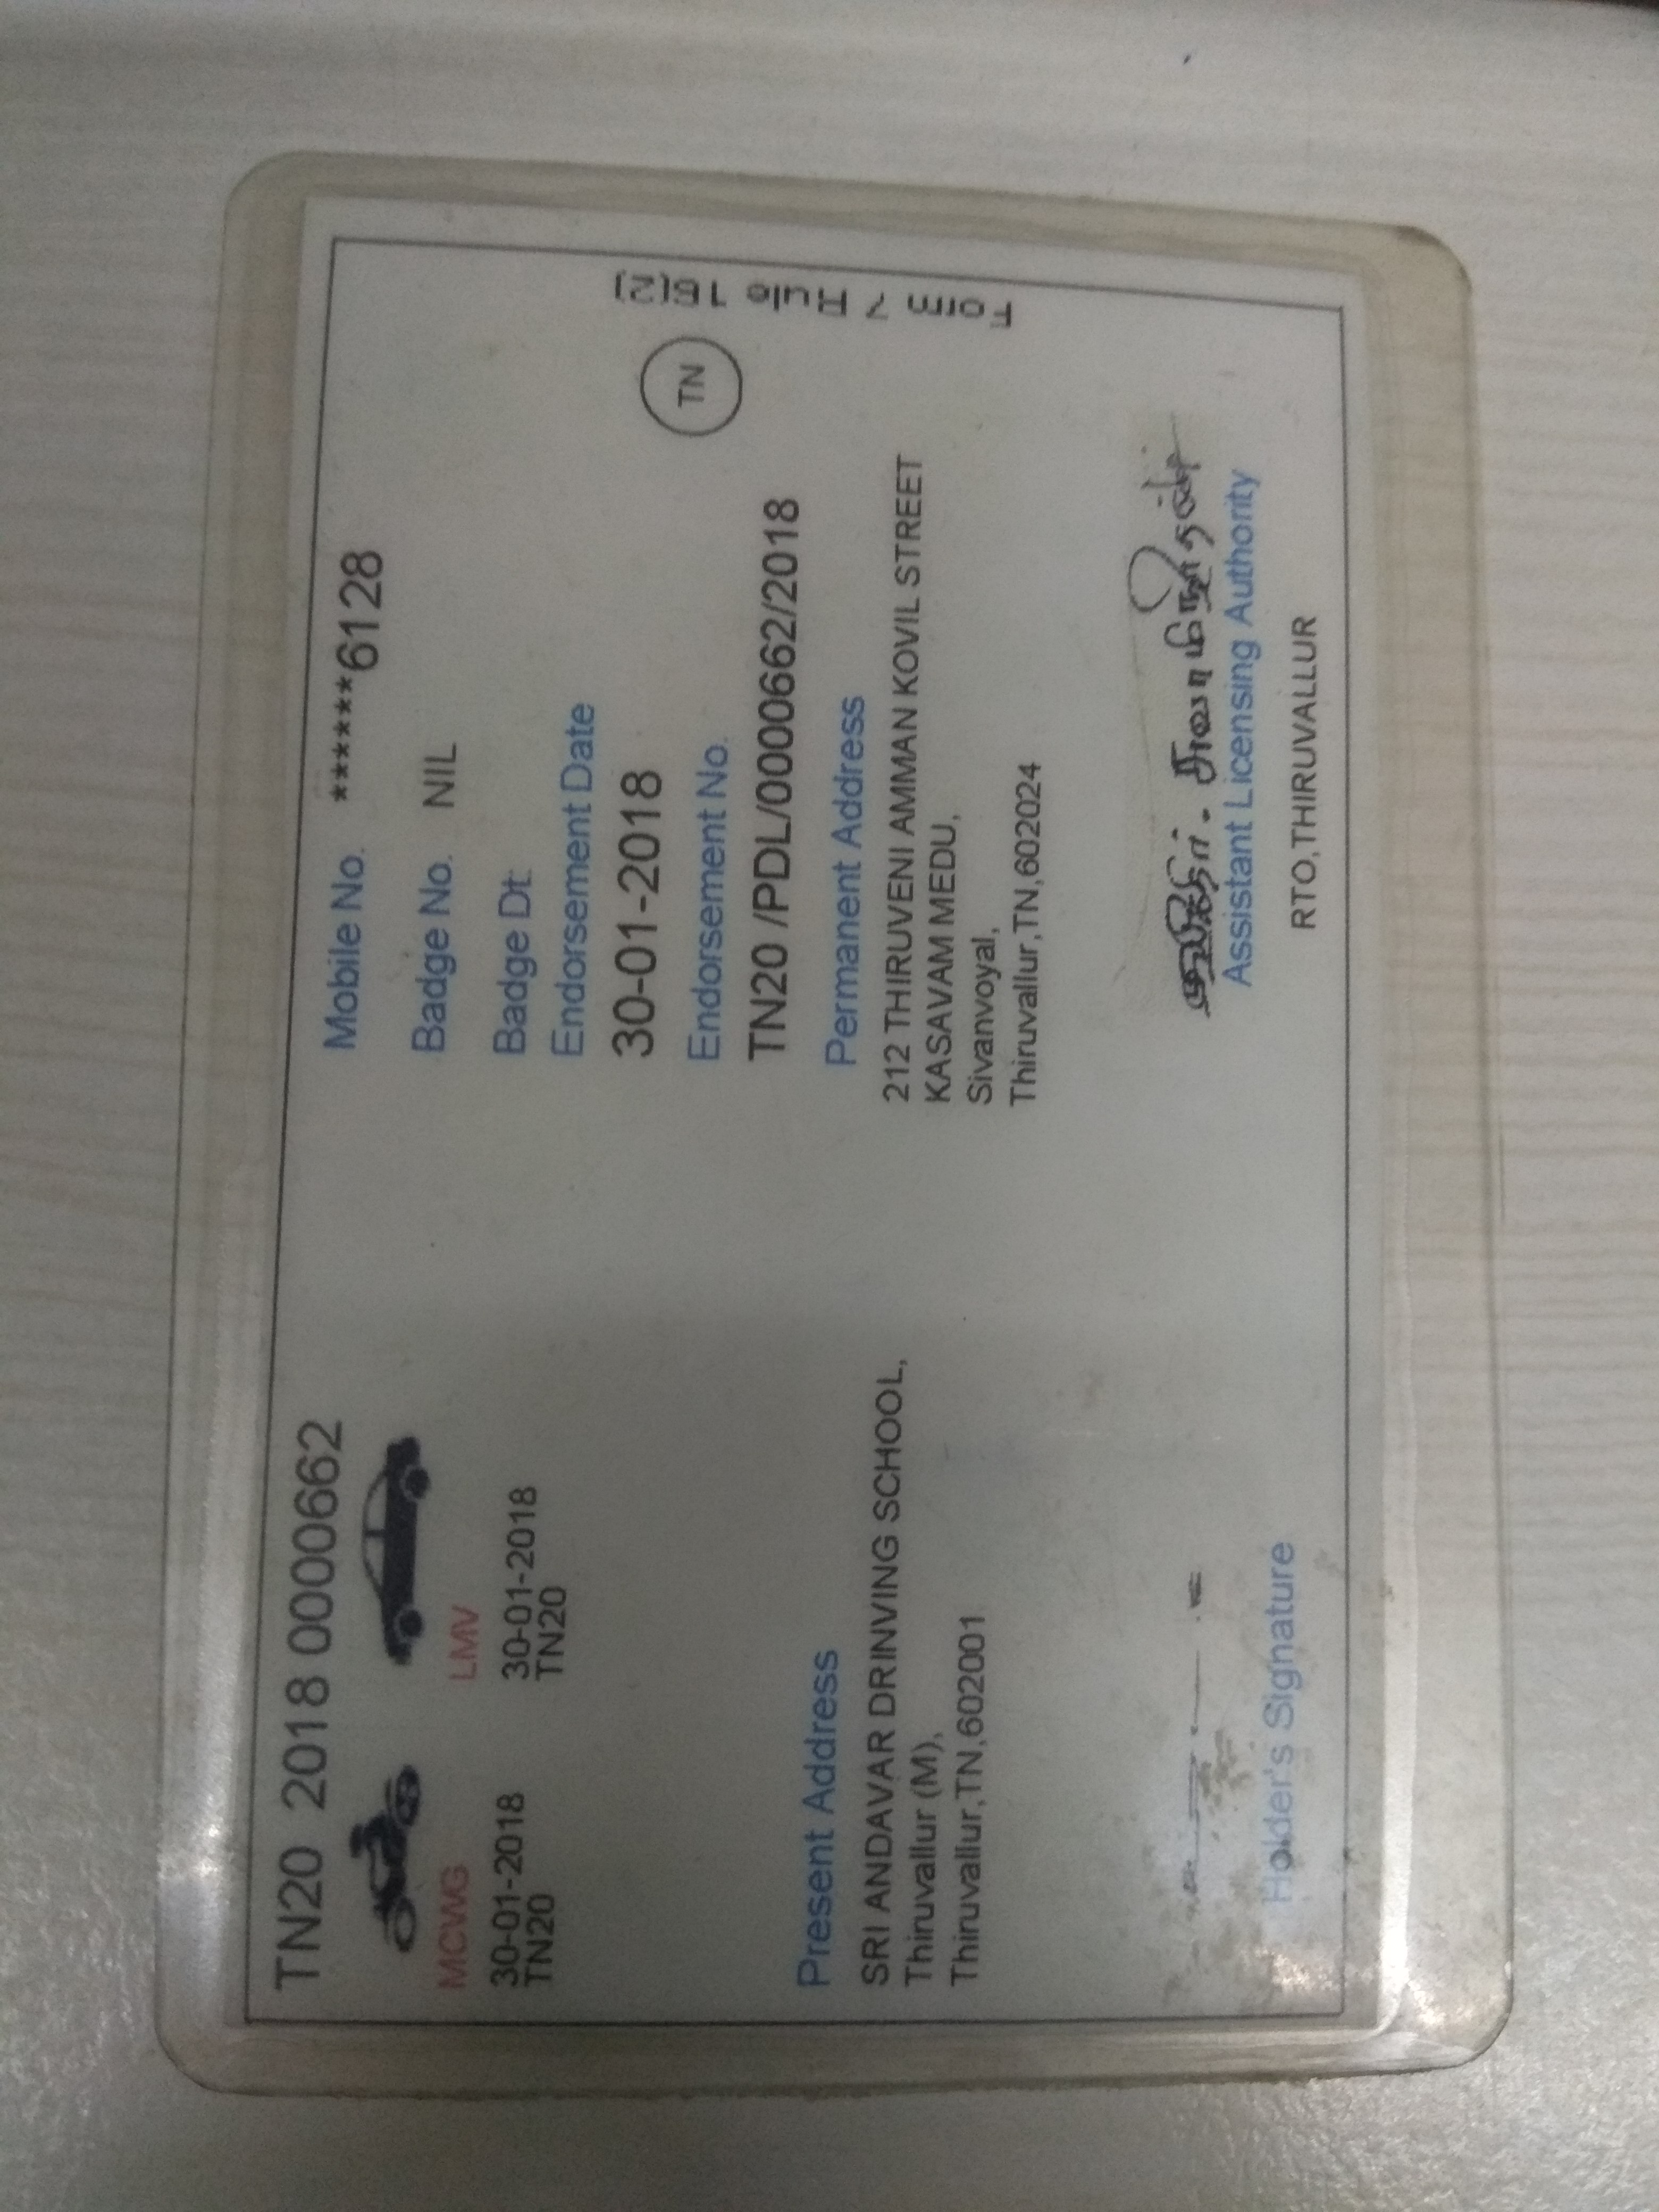 TN20 2018 0000662
MCWG
30-01-2018
TN20
LMV
30-01-2018
TN20
Mobile No. ******6128
Badge No. NIL
Badge Dt.
Endorsement Date
30-01-2018
Endorsement No.
TN20 /PDL/0000662/2018
TN
Form 7 Rule 16(2)
Present Address
SRI ANDAVAR DRINVING SCHOOL,
Thiruvallur (M),
Thiruvallur,TN,602001
Permanent Address
212 THIRUVENI AMMAN KOVIL STREET
KASAVAM MEDU,
Sivanvoyal,
Thiruvallur,TN,602024
Holder's Signature
Assistant Licensing Authority
RTO,THIRUVALLUR